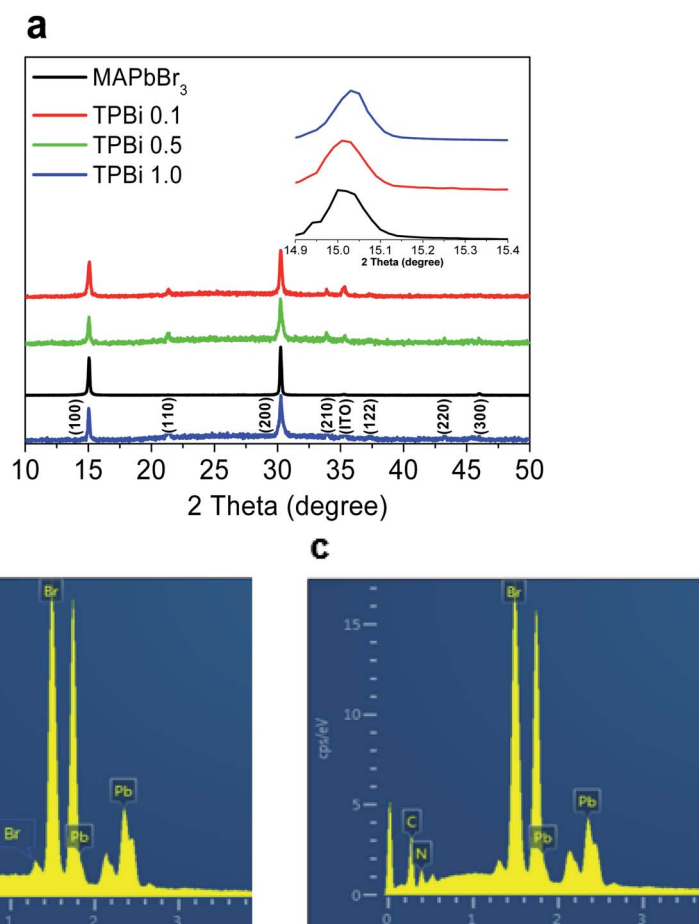 a
MAPbBr3
TPBi 0.1
TPBi 0.5
TPBi 1.0
14.9 15.0 15.1 15.2 15.3 15.4
2 Theta (degree)
(100) (110) (200) (210) (ITO) (122) (220) (300)
10 15 20 25 30 35 40 45 50
2 Theta (degree)
c
Br
Pb
Br
Pb
1 2 3
Br
15
10
cps/eV
5
Pb
C
Pb
N
0
0 1 2 3